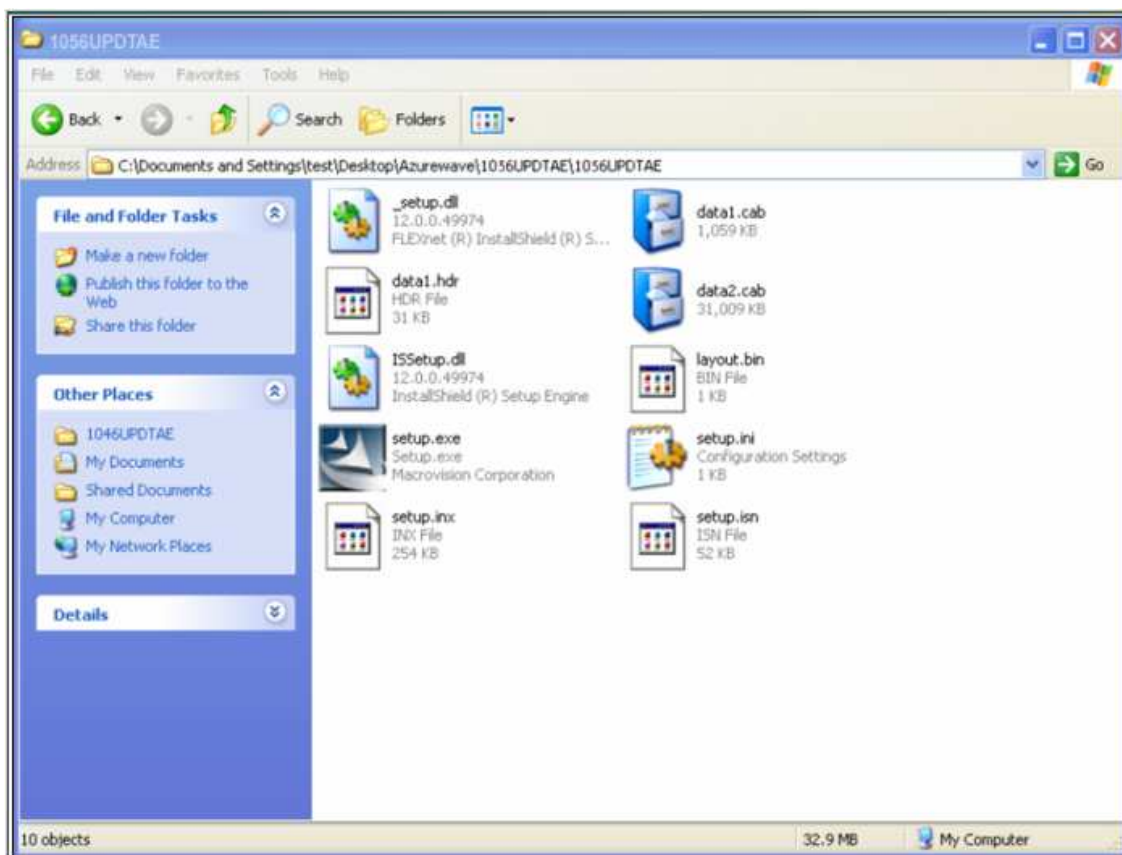 1056UPDTAE
File Edit View Favorites Tools Help
Back Search Folders
Address C:\Documents and Settings\test\Desktop\Azurewave\1056UPDTAE\1056UPDTAE Go
File and Folder Tasks
Make a new folder
Publish this folder to the
Web
Share this folder
Other Places
1046UPDTAE
My Documents
Shared Documents
My Computer
My Network Places
Details
_setup.dll
12.0.0.49974
FLEXnet (R) InstallShield (R) S...
data1.cab
1,059 KB
data1.hdr
HDR File
31 KB
data2.cab
31,009 KB
ISSetup.dll
12.0.0.49974
InstallShield (R) Setup Engine
layout.bin
BIN File
1 KB
setup.exe
Setup.exe
Macrovision Corporation
setup.ini
Configuration Settings
1 KB
setup.inx
INX File
254 KB
setup.isn
ISN File
52 KB
10 objects 32.9 MB My Computer